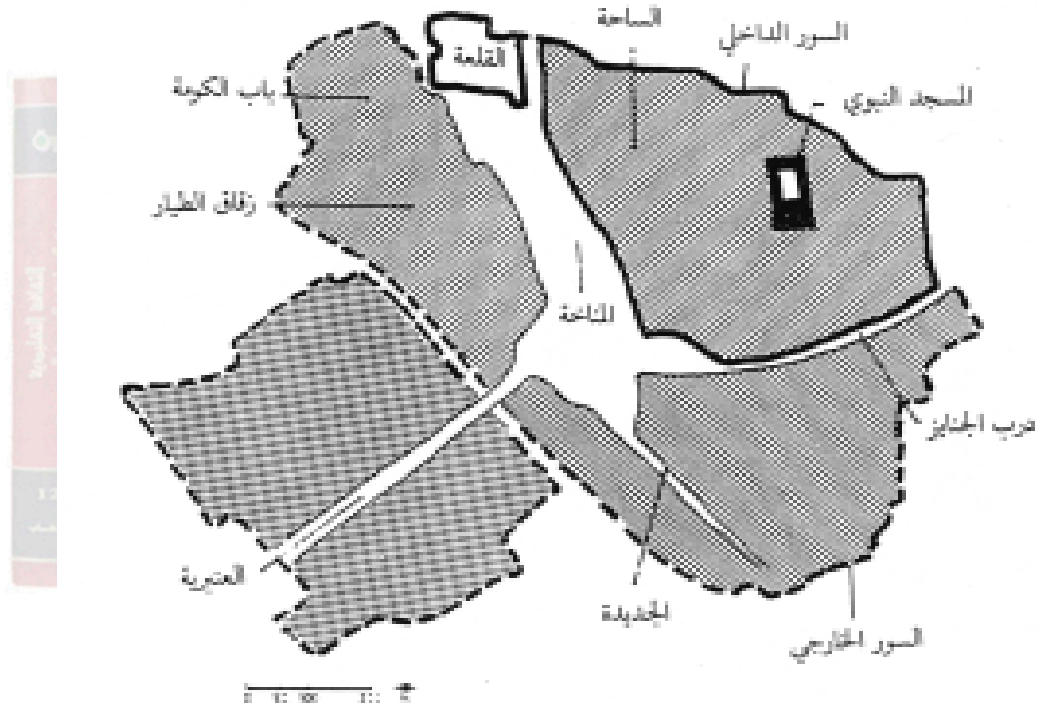 الساحة
السور الداخلي
القلعة
المسجد النبوي
باب الكومة
زقاق الطيار
المناخة
درب الجنايز
العنبرية
الجديدة
السور الخارجي